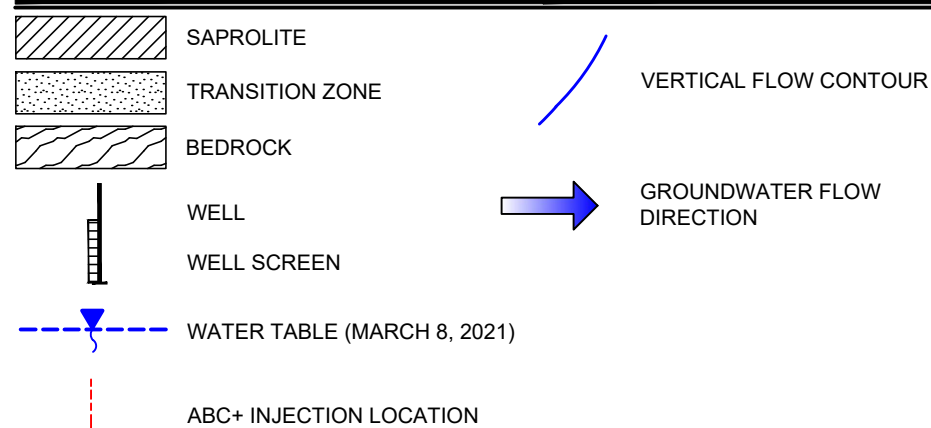 SAPROLITE
TRANSITION ZONE
BEDROCK
WELL
WELL SCREEN
WATER TABLE (MARCH 8, 2021)
ABC+ INJECTION LOCATION
VERTICAL FLOW CONTOUR
GROUNDWATER FLOW
DIRECTION